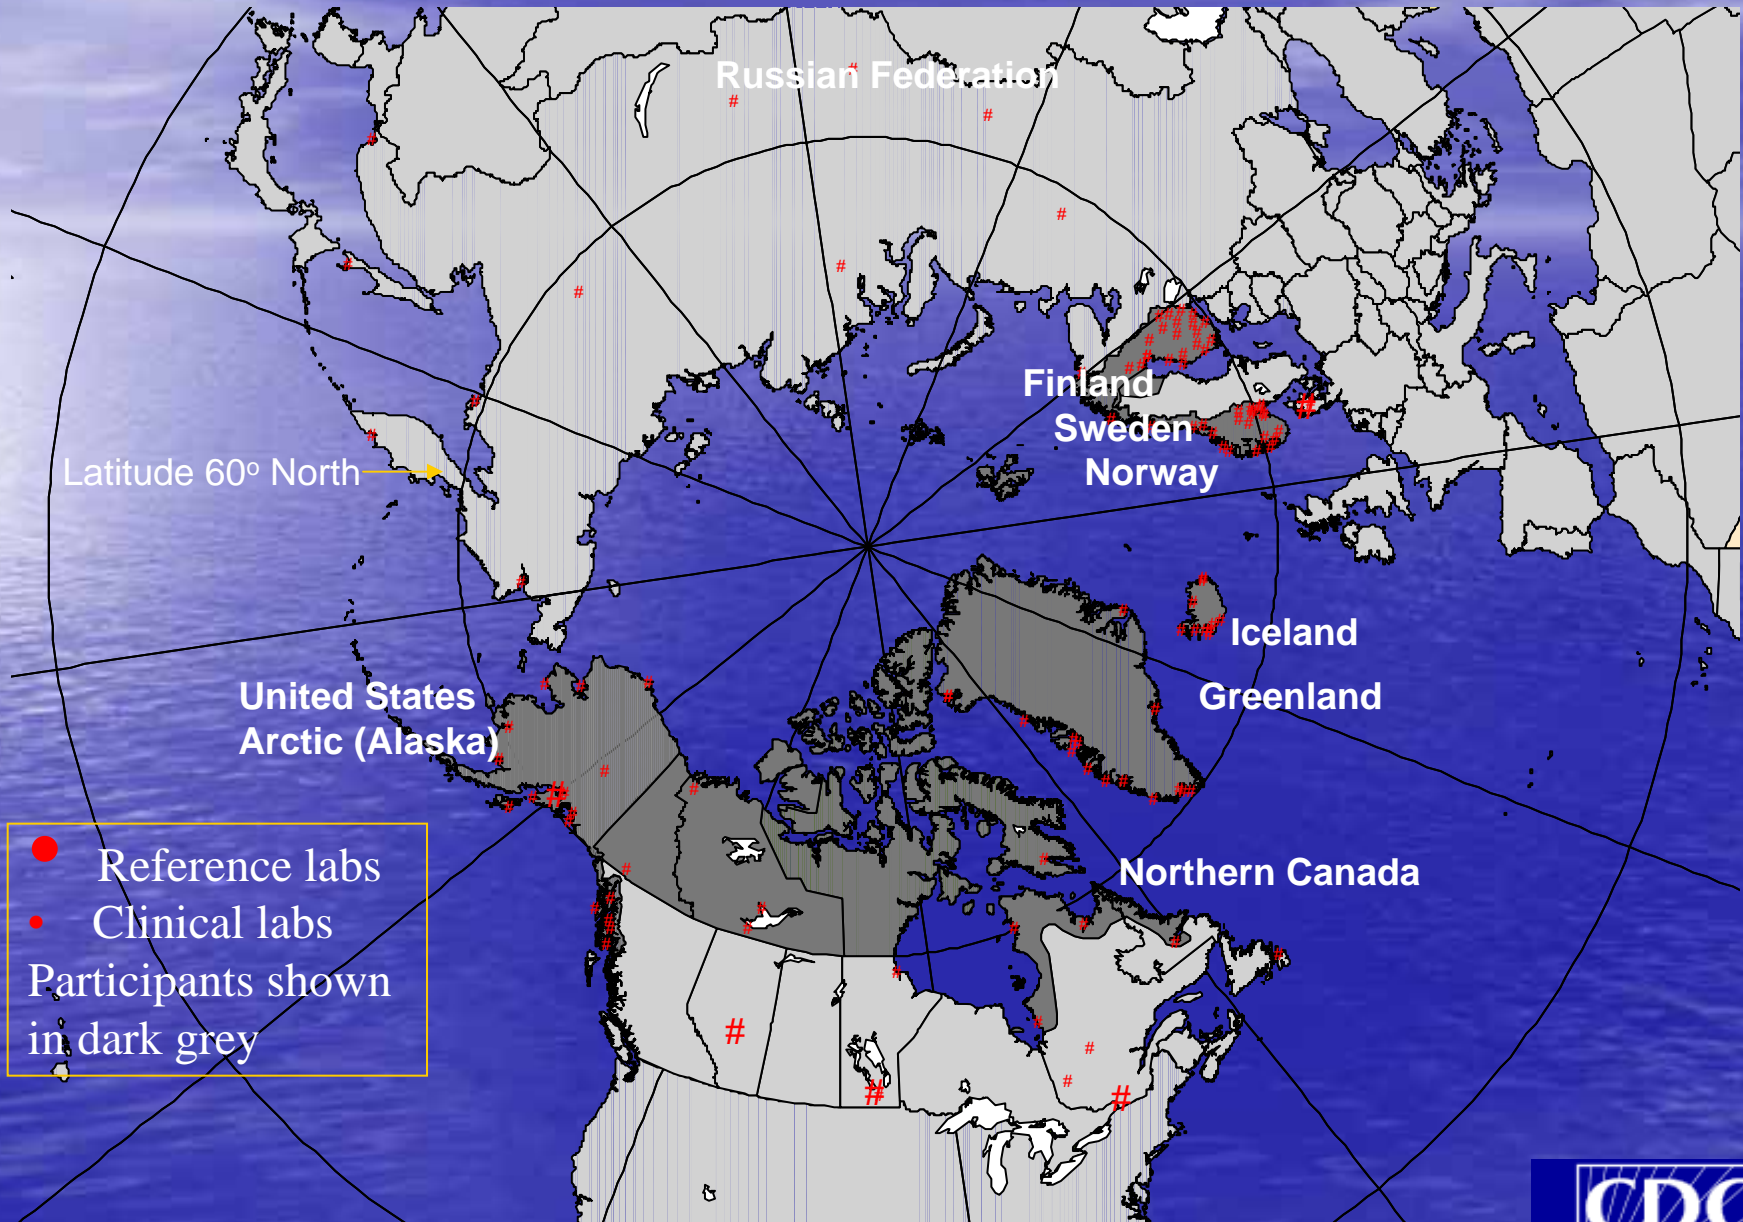 Russian Federation
Finland
Sweden
Norway
Latitude 60º North
Iceland
Greenland
United States
Arctic (Alaska)
Northern Canada
Reference labs
Clinical labs
Participants shown
in dark grey
CDC